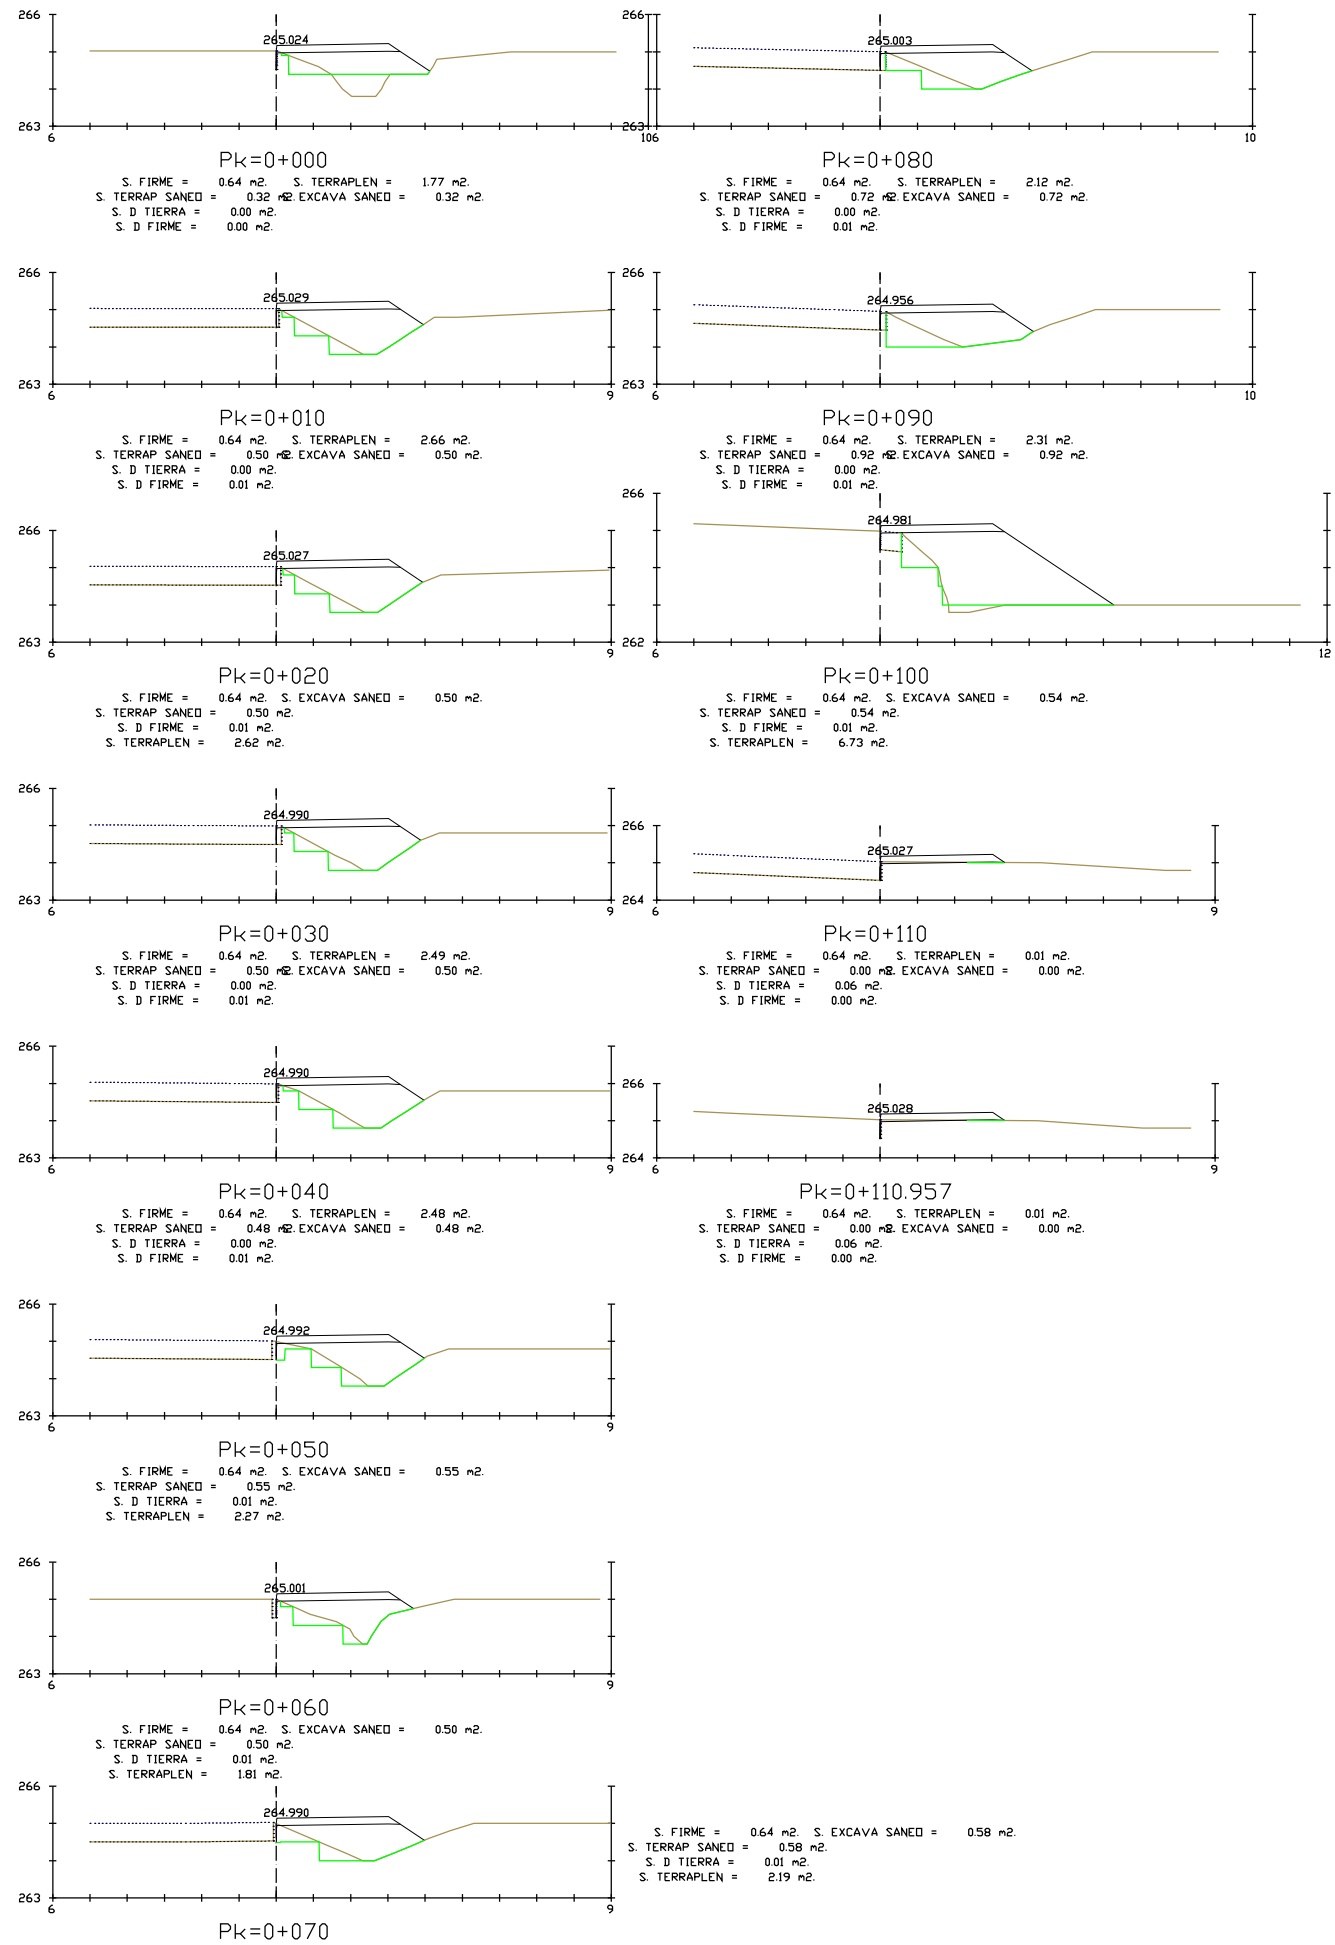 266
265.024
263
6
10
Pk=0+000
S. FIRME = 0.64 m2. S. TERRAPLEN = 1.77 m2.
S. TERRAP SANEO = 0.32 m2. S. EXCAVA SANEO = 0.32 m2.
S. D TIERRA = 0.00 m2.
S. D FIRME = 0.00 m2.
266
265.029
263
6
9
Pk=0+010
S. FIRME = 0.64 m2. S. TERRAPLEN = 2.66 m2.
S. TERRAP SANEO = 0.50 m2. S. EXCAVA SANEO = 0.50 m2.
S. D TIERRA = 0.00 m2.
S. D FIRME = 0.01 m2.
266
265.027
263
6
9
Pk=0+020
S. FIRME = 0.64 m2. S. EXCAVA SANEO = 0.50 m2.
S. TERRAP SANEO = 0.50 m2.
S. D FIRME = 0.01 m2.
S. TERRAPLEN = 2.62 m2.
266
264.990
263
6
9
Pk=0+030
S. FIRME = 0.64 m2. S. TERRAPLEN = 2.49 m2.
S. TERRAP SANEO = 0.50 m2. S. EXCAVA SANEO = 0.50 m2.
S. D TIERRA = 0.00 m2.
S. D FIRME = 0.01 m2.
266
264.990
263
6
9
Pk=0+040
S. FIRME = 0.64 m2. S. TERRAPLEN = 2.48 m2.
S. TERRAP SANEO = 0.48 m2. S. EXCAVA SANEO = 0.48 m2.
S. D TIERRA = 0.00 m2.
S. D FIRME = 0.01 m2.
266
264.992
263
6
9
Pk=0+050
S. FIRME = 0.64 m2. S. EXCAVA SANEO = 0.55 m2.
S. TERRAP SANEO = 0.55 m2.
S. D TIERRA = 0.01 m2.
S. TERRAPLEN = 2.27 m2.
266
265.001
263
6
9
Pk=0+060
S. FIRME = 0.64 m2. S. EXCAVA SANEO = 0.50 m2.
S. TERRAP SANEO = 0.50 m2.
S. D TIERRA = 0.01 m2.
S. TERRAPLEN = 1.81 m2.
266
264.990
263
6
9
Pk=0+070
S. FIRME = 0.64 m2. S. EXCAVA SANEO = 0.58 m2.
S. TERRAP SANEO = 0.58 m2.
S. D TIERRA = 0.01 m2.
S. TERRAPLEN = 2.19 m2.
266
265.003
263
6
10
Pk=0+080
S. FIRME = 0.64 m2. S. TERRAPLEN = 2.12 m2.
S. TERRAP SANEO = 0.72 m2. S. EXCAVA SANEO = 0.72 m2.
S. D TIERRA = 0.00 m2.
S. D FIRME = 0.01 m2.
266
264.956
263
6
10
Pk=0+090
S. FIRME = 0.64 m2. S. TERRAPLEN = 2.31 m2.
S. TERRAP SANEO = 0.92 m2. S. EXCAVA SANEO = 0.92 m2.
S. D TIERRA = 0.00 m2.
S. D FIRME = 0.01 m2.
266
264.981
262
6
12
Pk=0+100
S. FIRME = 0.64 m2. S. EXCAVA SANEO = 0.54 m2.
S. TERRAP SANEO = 0.54 m2.
S. D FIRME = 0.01 m2.
S. TERRAPLEN = 6.73 m2.
266
265.027
264
6
9
Pk=0+110
S. FIRME = 0.64 m2. S. TERRAPLEN = 0.01 m2.
S. TERRAP SANEO = 0.00 m2. S. EXCAVA SANEO = 0.00 m2.
S. D TIERRA = 0.06 m2.
S. D FIRME = 0.00 m2.
266
265.028
264
6
9
Pk=0+110.957
S. FIRME = 0.64 m2. S. TERRAPLEN = 0.01 m2.
S. TERRAP SANEO = 0.00 m2. S. EXCAVA SANEO = 0.00 m2.
S. D TIERRA = 0.06 m2.
S. D FIRME = 0.00 m2.